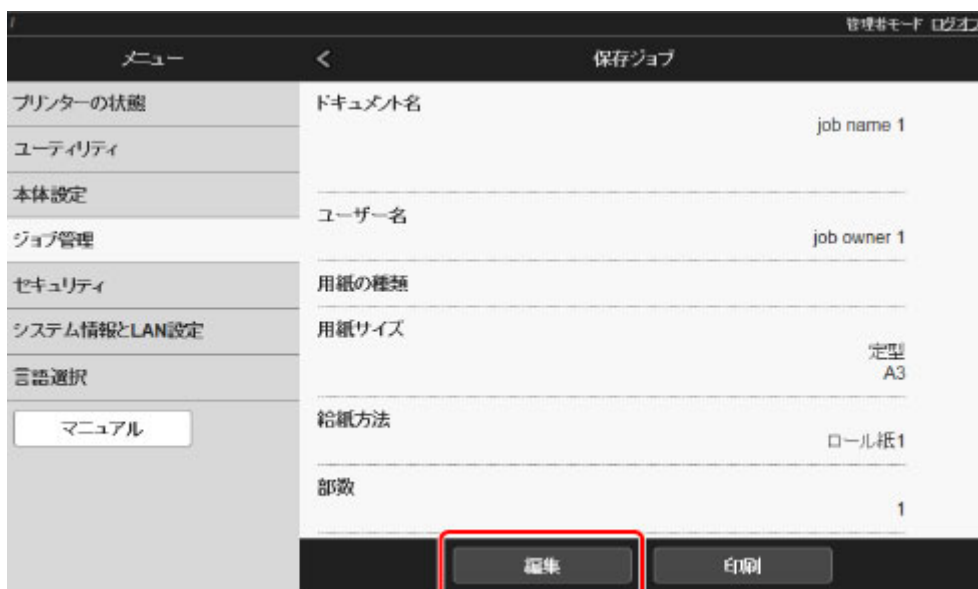 管理者モード ログオフ
メニュー
<
保存ジョブ
プリンターの状態
ユーティリティ
本体設定
ジョブ管理
セキュリティ
システム情報とLAN設定
言語選択
マニュアル
ドキュメント名
job name 1
ユーザー名
job owner 1
用紙の種類
用紙サイズ
定型
A3
給紙方法
ロール紙1
部数
1
編集
印刷